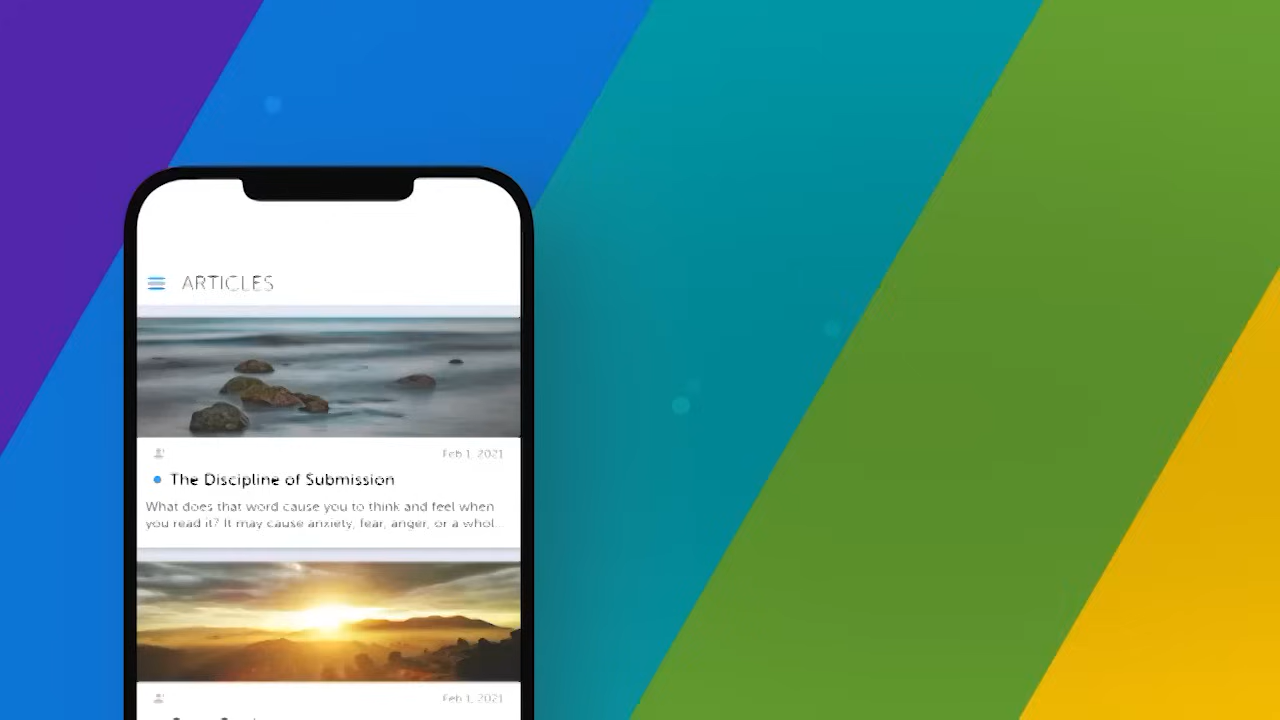 ARTICLES
Feb 1, 2021
The Discipline of Submission
What does that word cause you to think and feel when
you read it? It may cause anxiety, fear, anger, or a whol...
Feb 1, 2021